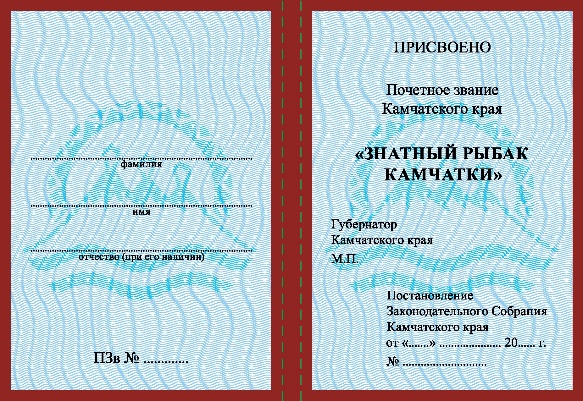 ........................................
фамилия
........................................
имя
........................................
отчество (при его наличии)
ПЗв № ............
ПРИСВОЕНО
Почетное звание
Камчатского края
«ЗНАТНЫЙ РЫБАК
КАМЧАТКИ»
Губернатор
Камчатского края
М.П.
Постановление
Законодательного Собрания
Камчатского края
от «......» ..................... 20...... г.
№ ............................